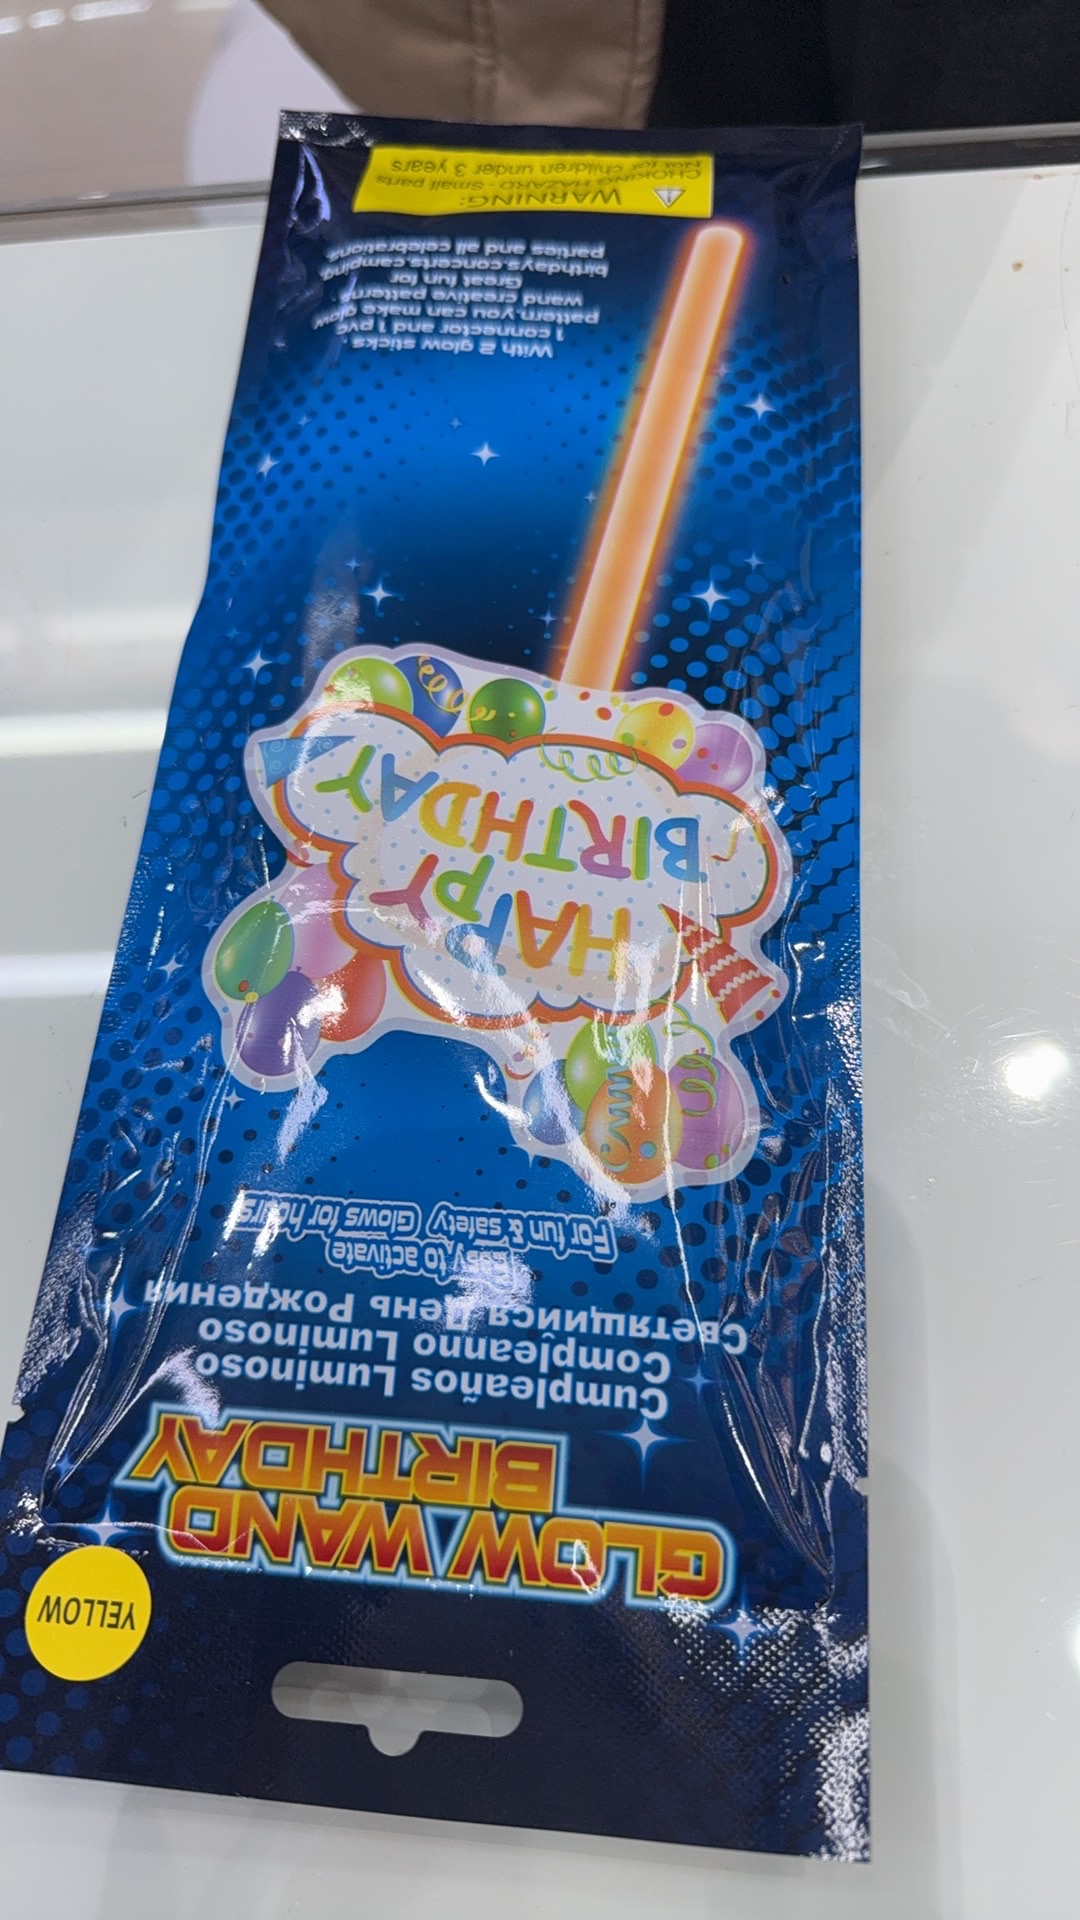 YELLOW
GLOW WAND
BIRTHDAY
Cumpleaños Luminoso
Compleanno Luminoso
Светящийся День Рождения
Easy to activate
For fun & safety Glows for hours
HAPPY
BIRTHDAY
With 2 glow sticks,
1 connector and 1 pvc
pattern, you can make glow
wand creative patterns.
Great fun for
birthdays,concerts,camping,
parties and all celebrations.
WARNING:
CHOKING HAZARD - Small parts
Not for children under 3 years